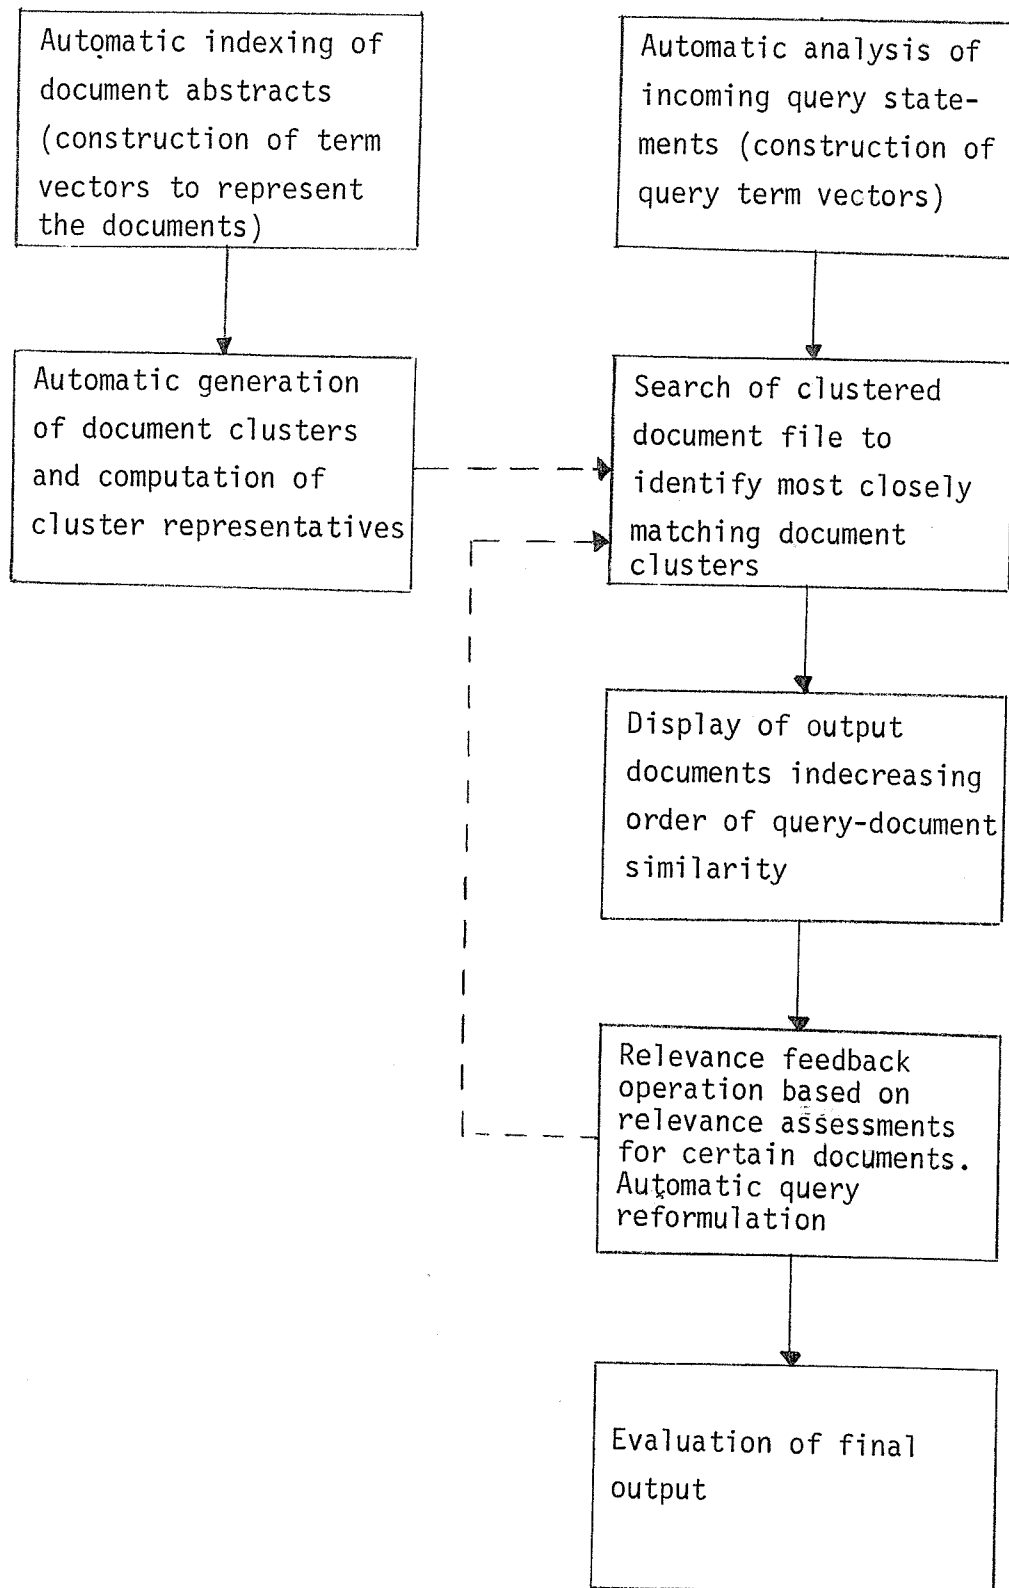 Automatic indexing of
document abstracts
(construction of term
vectors to represent
the documents)
Automatic generation
of document clusters
and computation of
cluster representatives
Automatic analysis of
incoming query state-
ments (construction of
query term vectors)
Search of clustered
document file to
identify most closely
matching document
clusters
Display of output
documents indecreasing
order of query-document
similarity
Relevance feedback
operation based on
relevance assessments
for certain documents.
Automatic query
reformulation
Evaluation of final
output